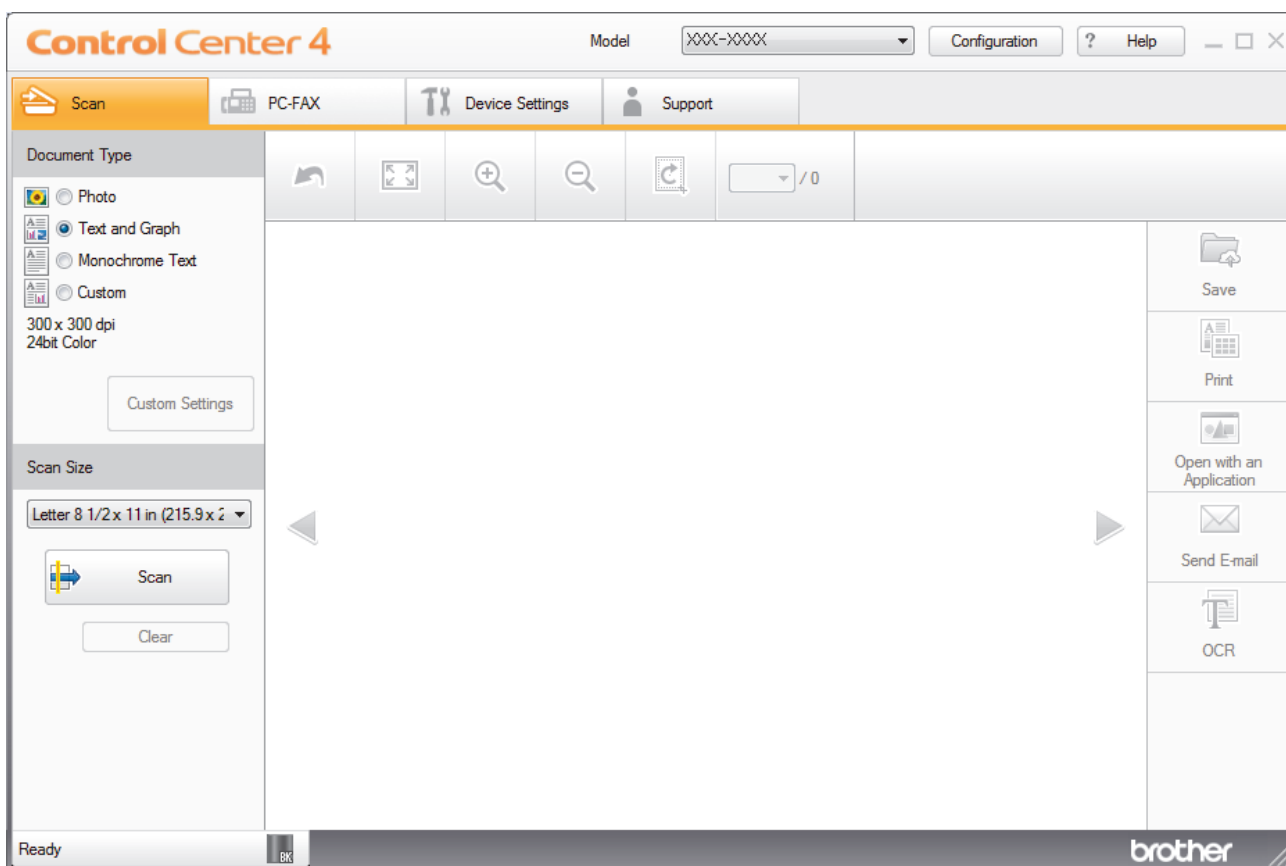 Control Center 4
Model
XXX-XXXX
Configuration
? Help
Scan
PC-FAX
Device Settings
Support
Document Type
Photo
Text and Graph
Monochrome Text
Custom
300 x 300 dpi
24bit Color
Custom Settings
Scan Size
Letter 8 1/2 x 11 in (215.9 x 2
Scan
Clear
/ 0
Save
Print
Open with an
Application
Send E-mail
OCR
Ready
BK
brother